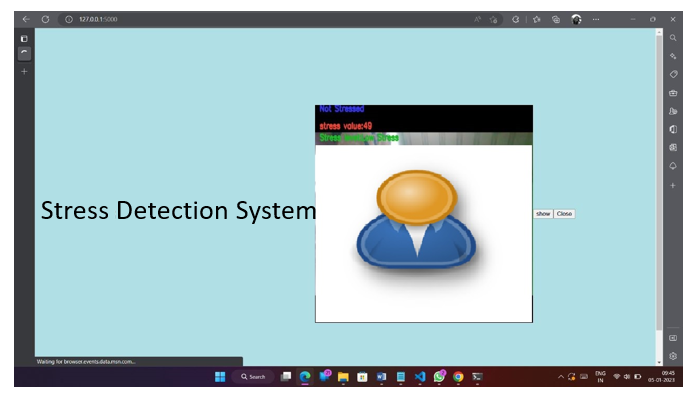 127.0.0.1:5000
Not Stressed
stress value:49
Stress Stress
Stress Detection System
show Close
Waiting for browser.events.data.msn.com...
Search
ENG
IN
09:45
05-01-2023